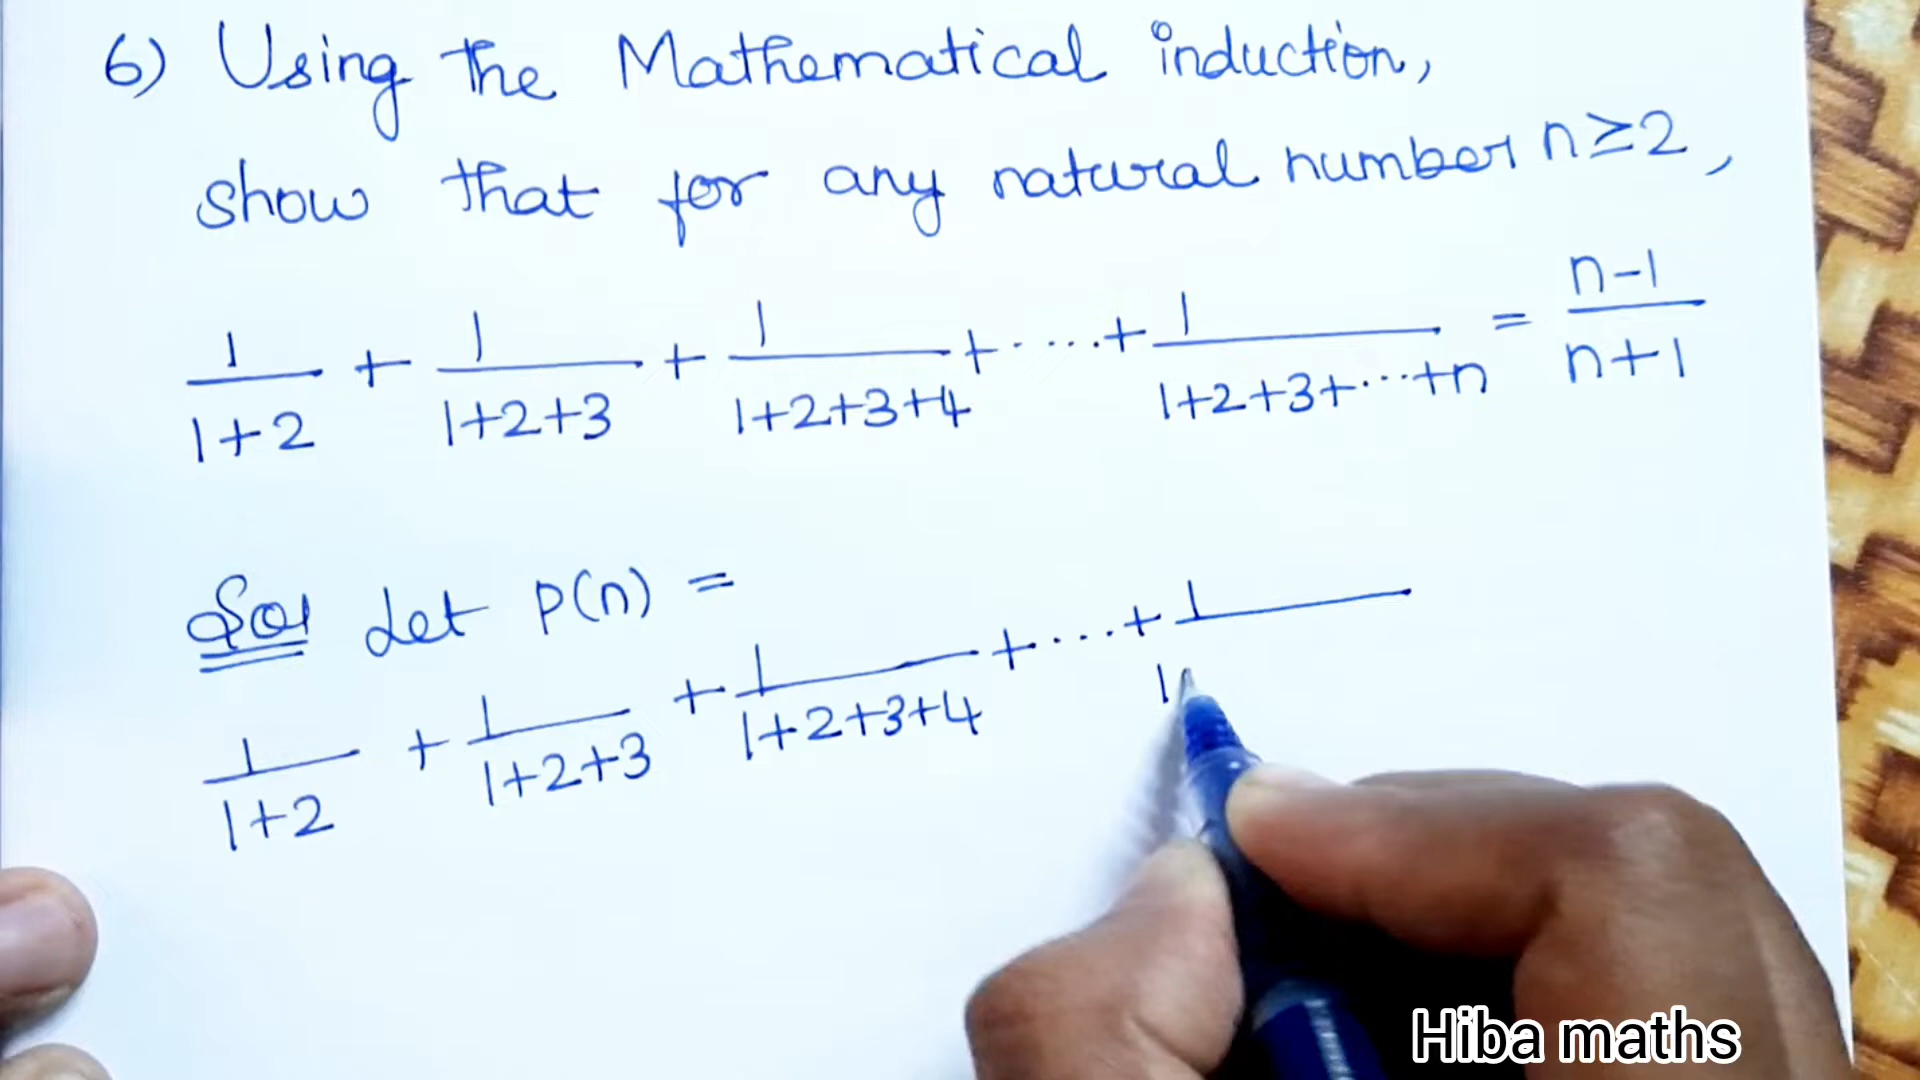 6) Using the Mathematical induction,
show that for any natural number n≥2,
1/(1+2) + 1/(1+2+3) + 1/(1+2+3+4) + ..... + 1/(1+2+3+...+n) = (n-1)/(n+1)
Sol Let P(n) =
1/(1+2) + 1/(1+2+3) + 1/(1+2+3+4) + .... + 1/1
Hiba maths